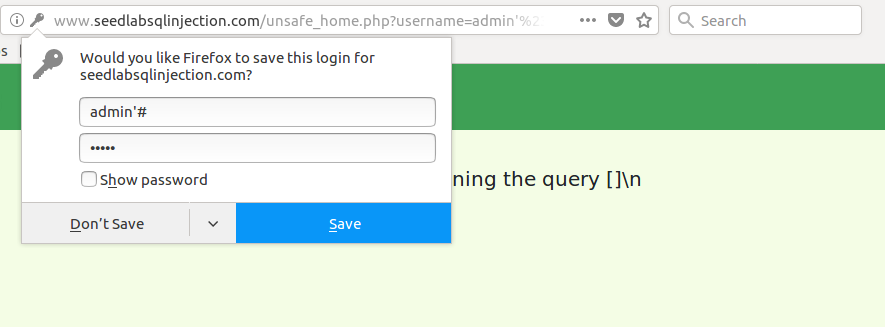 www.seedlabsqlinjection.com/unsafe_home.php?username=admin'%2
Search
s
Would you like Firefox to save this login for
seedlabsqlinjection.com?
admin'#
•••••
Show password
ning the query []\n
Don't Save
Save